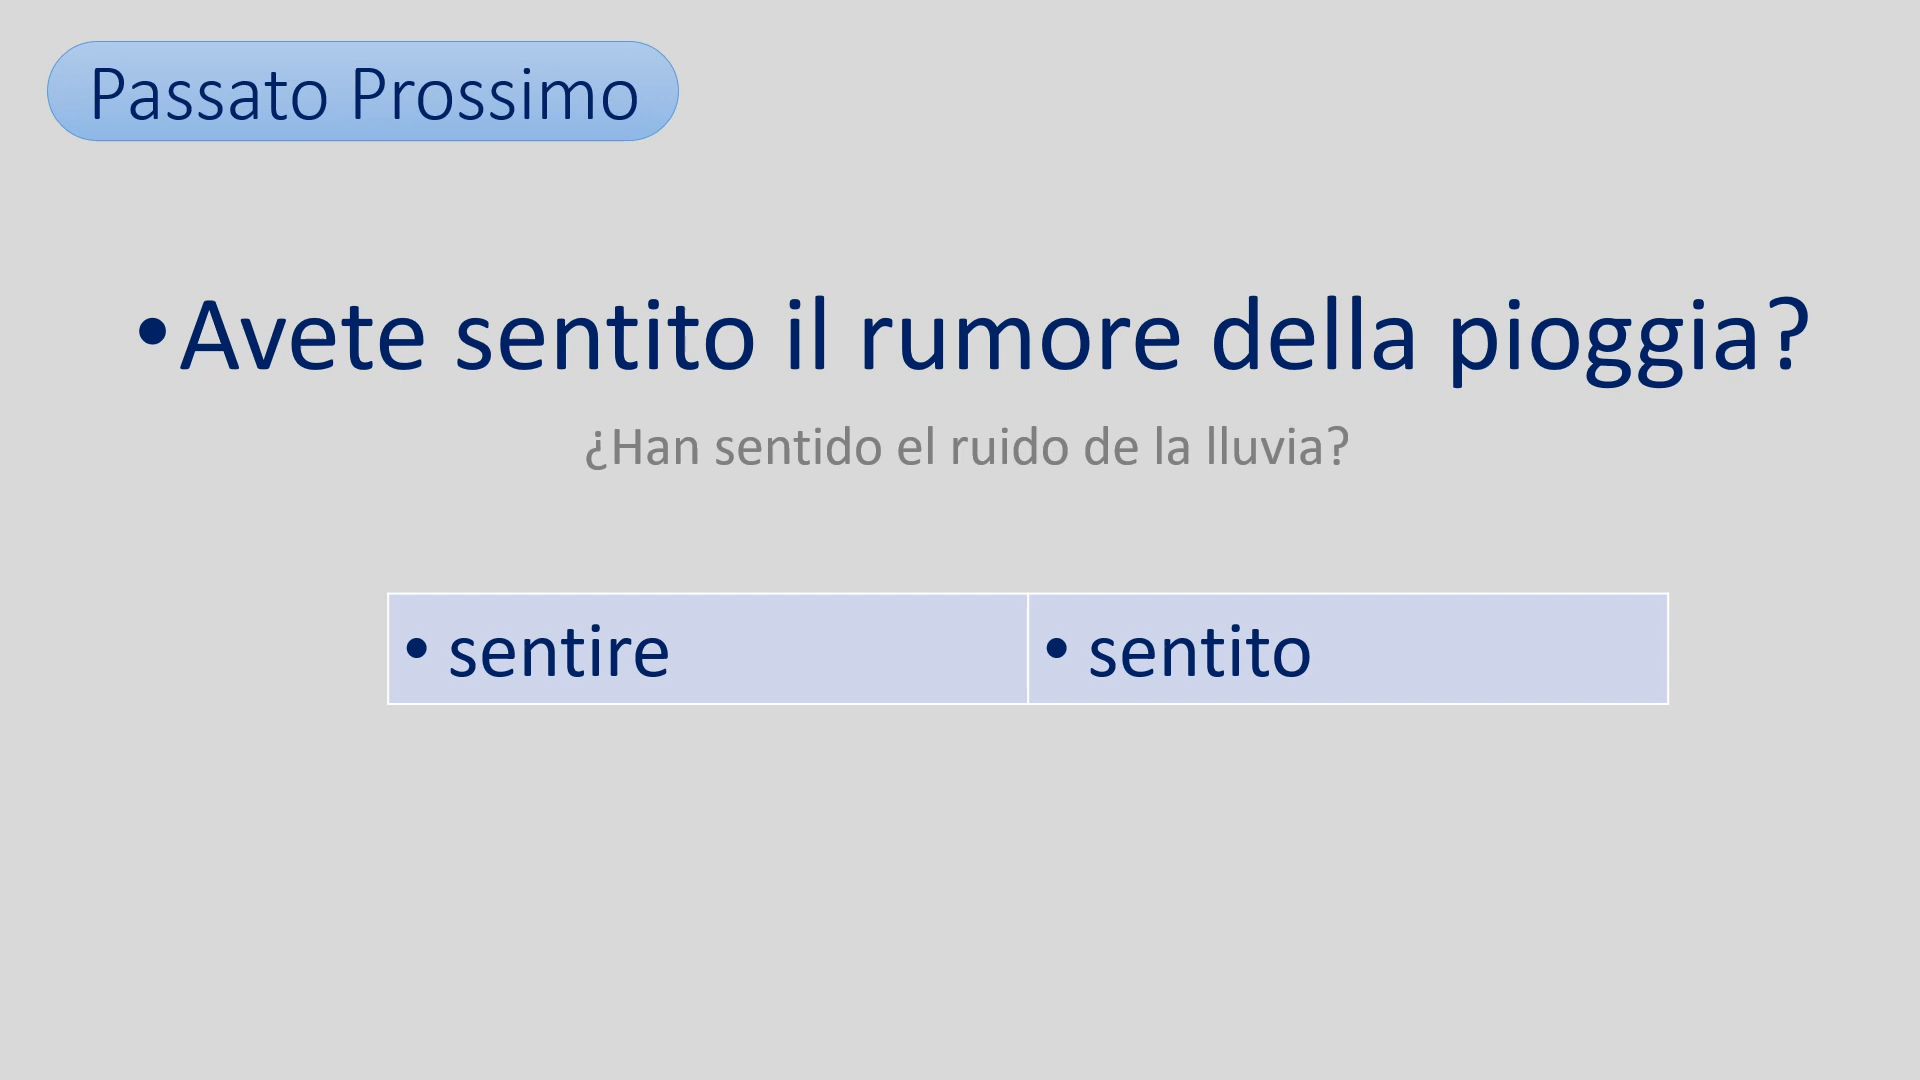 Passato Prossimo
•Avete sentito il rumore della pioggia?
¿Han sentido el ruido de la lluvia?
• sentire • sentito